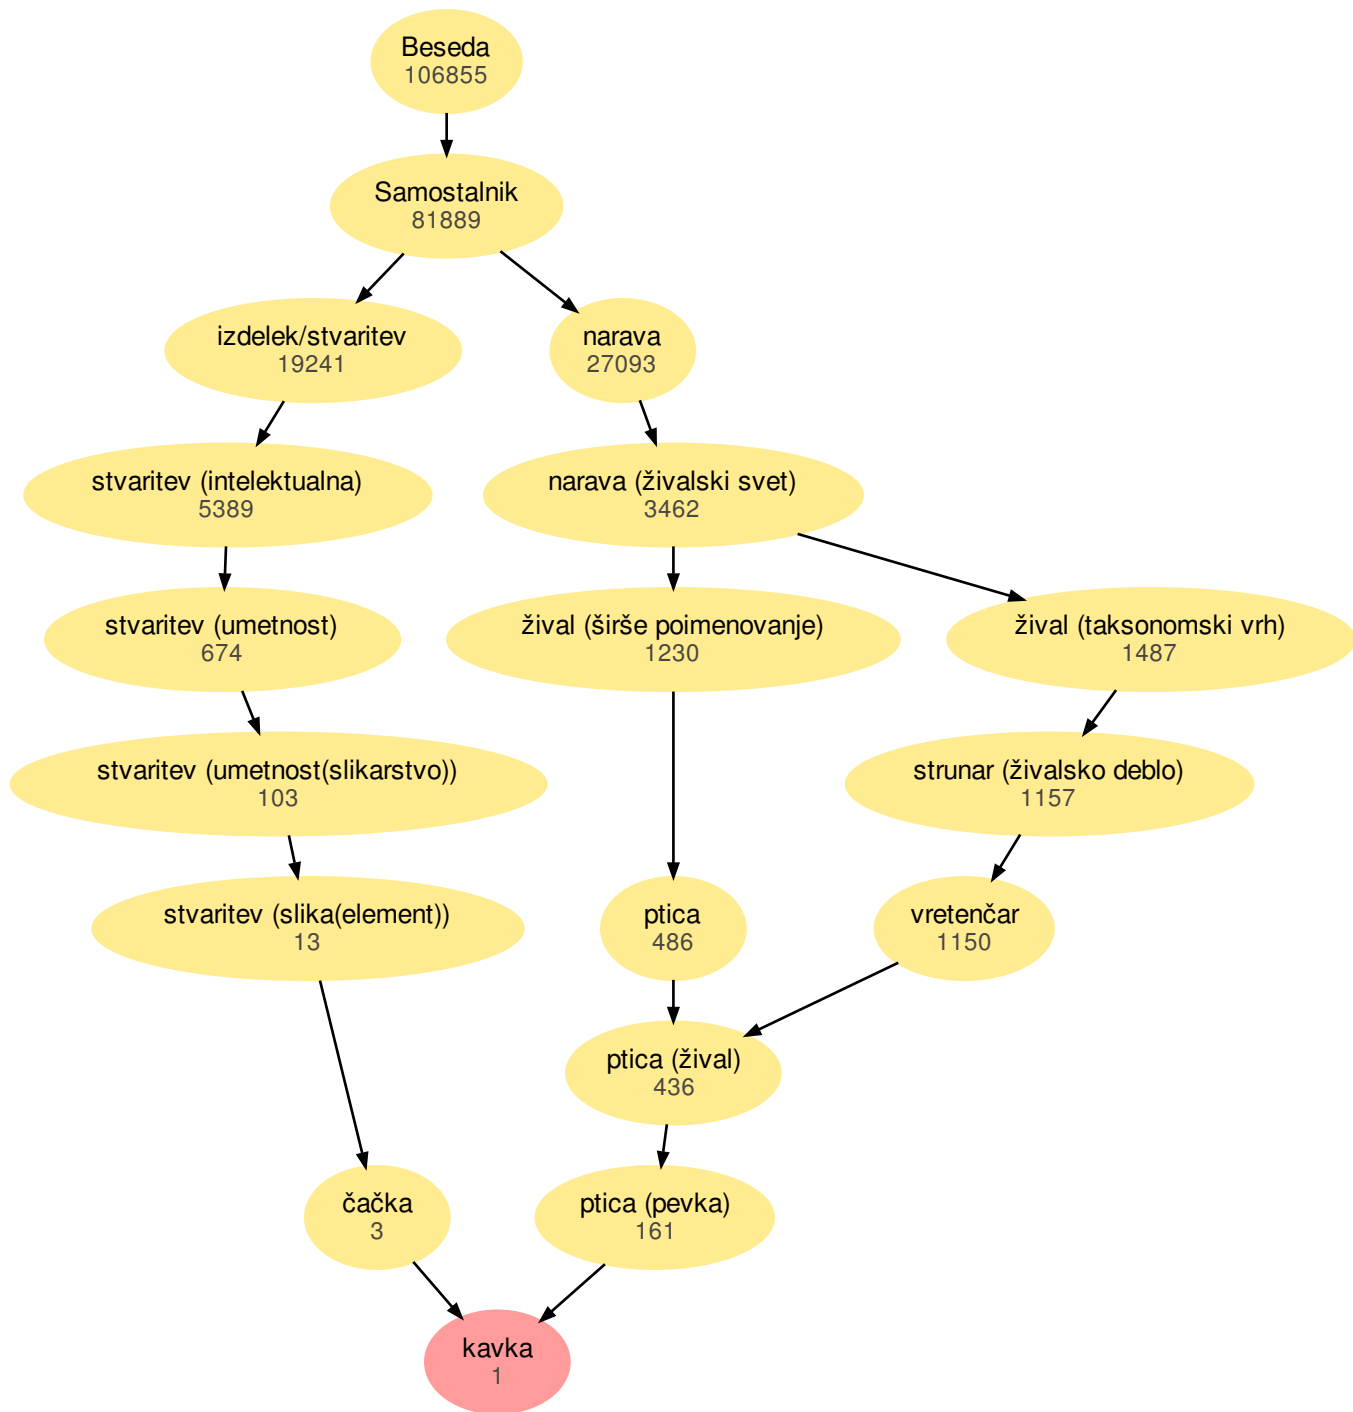 Beseda
106855
Samostalnik
81889
izdelek/stvaritev
19241
narava
27093
stvaritev (intelektualna)
5389
narava (živalski svet)
3462
stvaritev (umetnost)
674
žival (širše poimenovanje)
1230
žival (taksonomski vrh)
1487
stvaritev (umetnost(slikarstvo))
103
strunar (živalsko deblo)
1157
stvaritev (slika(element))
13
ptica
486
vretenčar
1150
ptica (žival)
436
čačka
3
ptica (pevka)
161
kavka
1